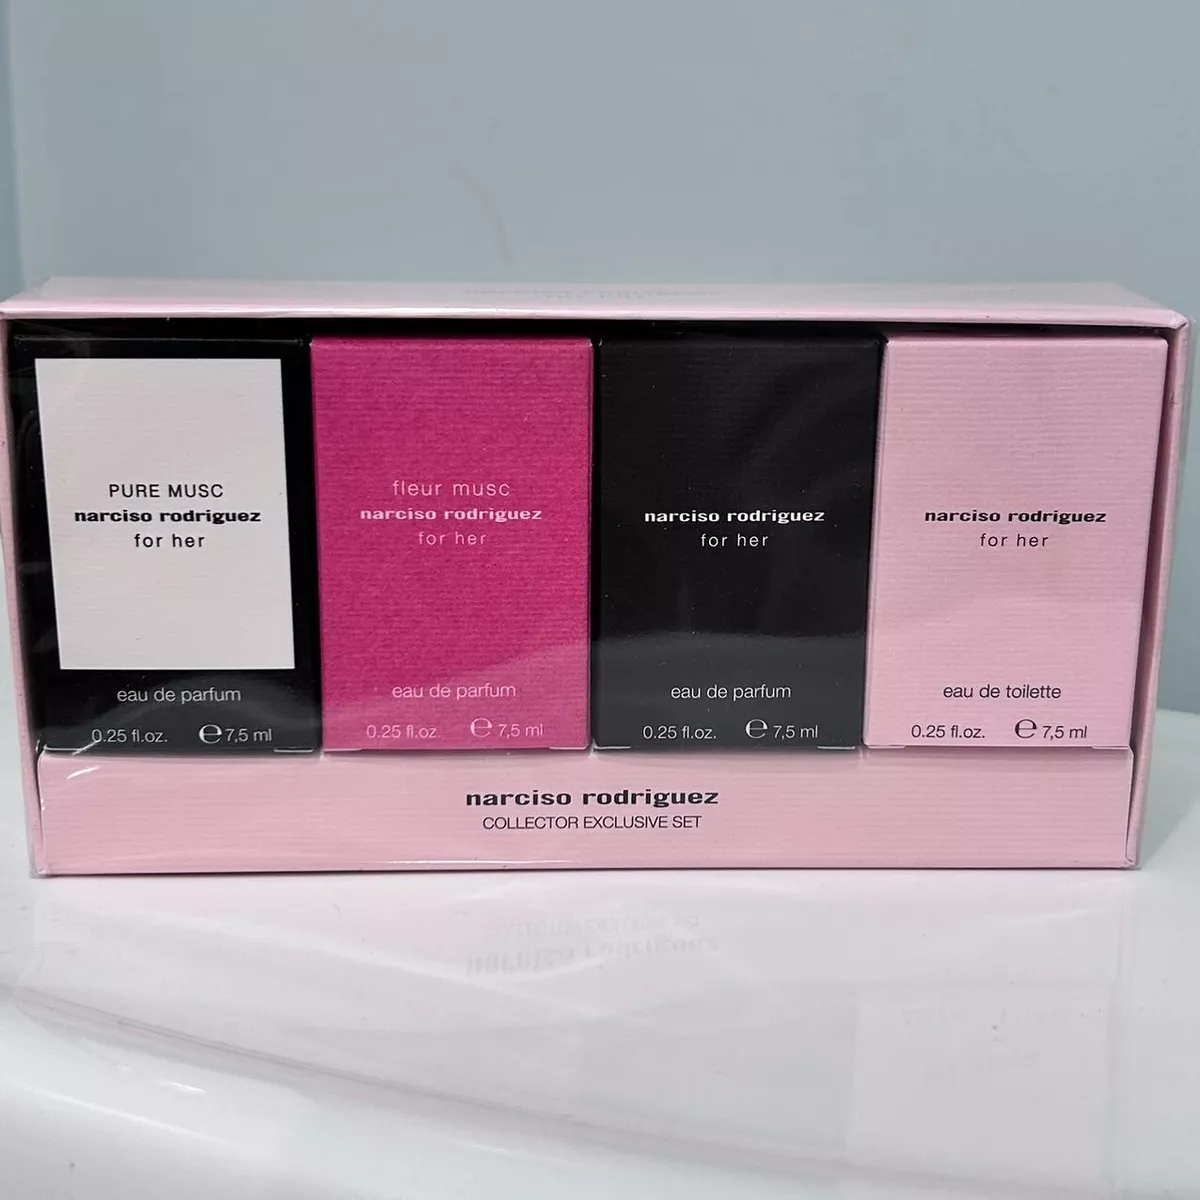 PURE MUSC
narciso rodriguez
for her
eau de parfum
0.25 fl.oz. ℮ 7,5 ml
fleur musc
narciso rodriguez
for her
eau de parfum
0.25 fl.oz. ℮ 7,5 ml
narciso rodriguez
for her
eau de parfum
0.25 fl.oz. ℮ 7,5 ml
narciso rodriguez
for her
eau de toilette
0.25 fl.oz. ℮ 7,5 ml
narciso rodriguez
COLLECTOR EXCLUSIVE SET